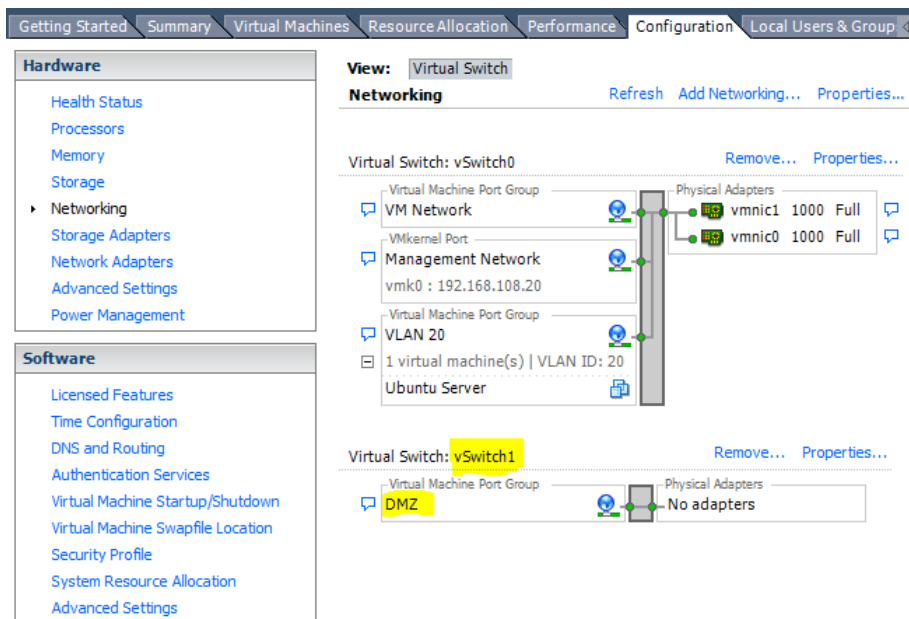 Getting Started Summary Virtual Machines Resource Allocation Performance Configuration Local Users & Group
Hardware
Health Status
Processors
Memory
Storage
Networking
Storage Adapters
Network Adapters
Advanced Settings
Power Management
Software
Licensed Features
Time Configuration
DNS and Routing
Authentication Services
Virtual Machine Startup/Shutdown
Virtual Machine Swapfile Location
Security Profile
System Resource Allocation
Advanced Settings
View: Virtual Switch
Networking Refresh Add Networking... Properties...
Virtual Switch: vSwitch0 Remove... Properties...
Virtual Machine Port Group Physical Adapters
VM Network vmnic1 1000 Full
vmnic0 1000 Full
VMkernel Port
Management Network
vmk0 : 192.168.108.20
Virtual Machine Port Group
VLAN 20
1 virtual machine(s) | VLAN ID: 20
Ubuntu Server
Virtual Switch: vSwitch1 Remove... Properties...
Virtual Machine Port Group Physical Adapters
DMZ No adapters